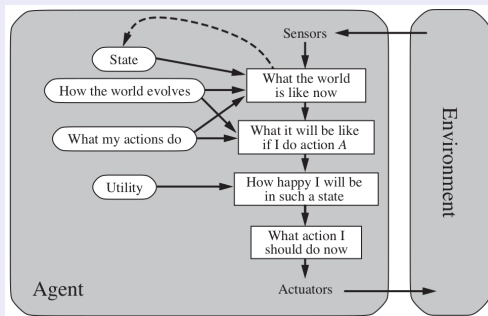 Sensors
State
What the world
is like now
How the world evolves
What it will be like
if I do action A
What my actions do
How happy I will be
in such a state
Utility
What action I
should do now
Agent
Actuators
Environment